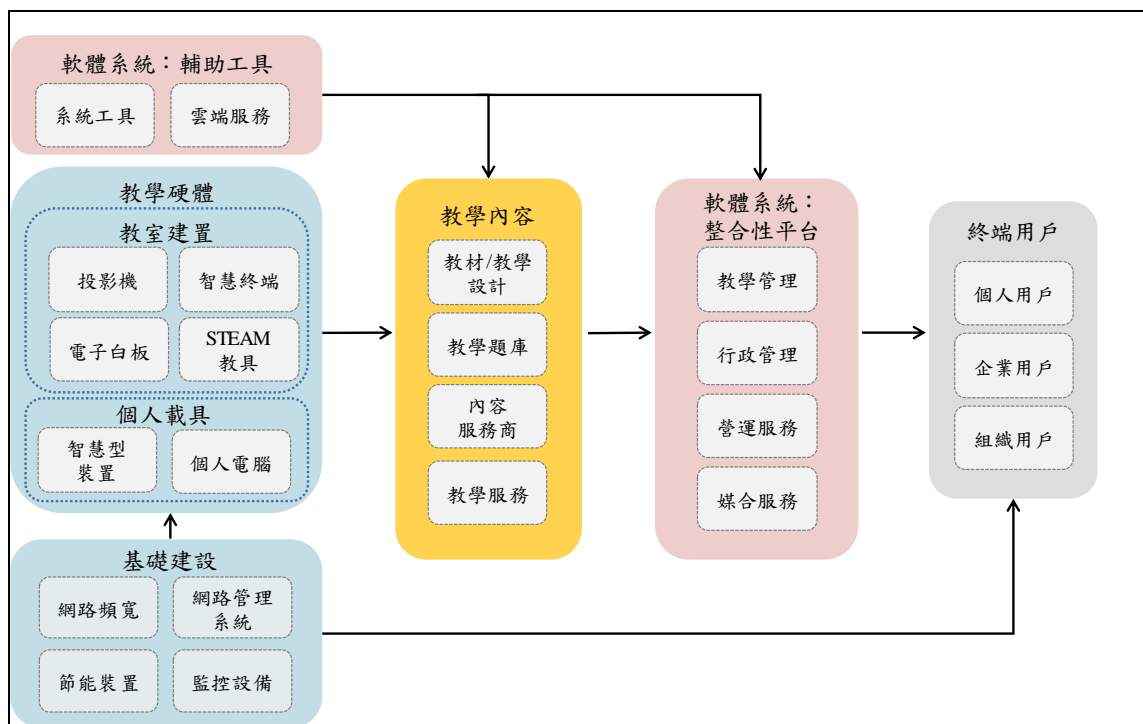 軟體系統：輔助工具
系統工具
雲端服務
教學硬體
教室建置
投影機
智慧終端
電子白板
STEAM
教具
個人載具
智慧型
裝置
個人電腦
基礎建設
網路頻寬
網路管理
系統
節能裝置
監控設備
教學內容
教材/教學
設計
教學題庫
內容
服務商
教學服務
軟體系統：
整合性平台
教學管理
行政管理
營運服務
媒合服務
終端用戶
個人用戶
企業用戶
組織用戶